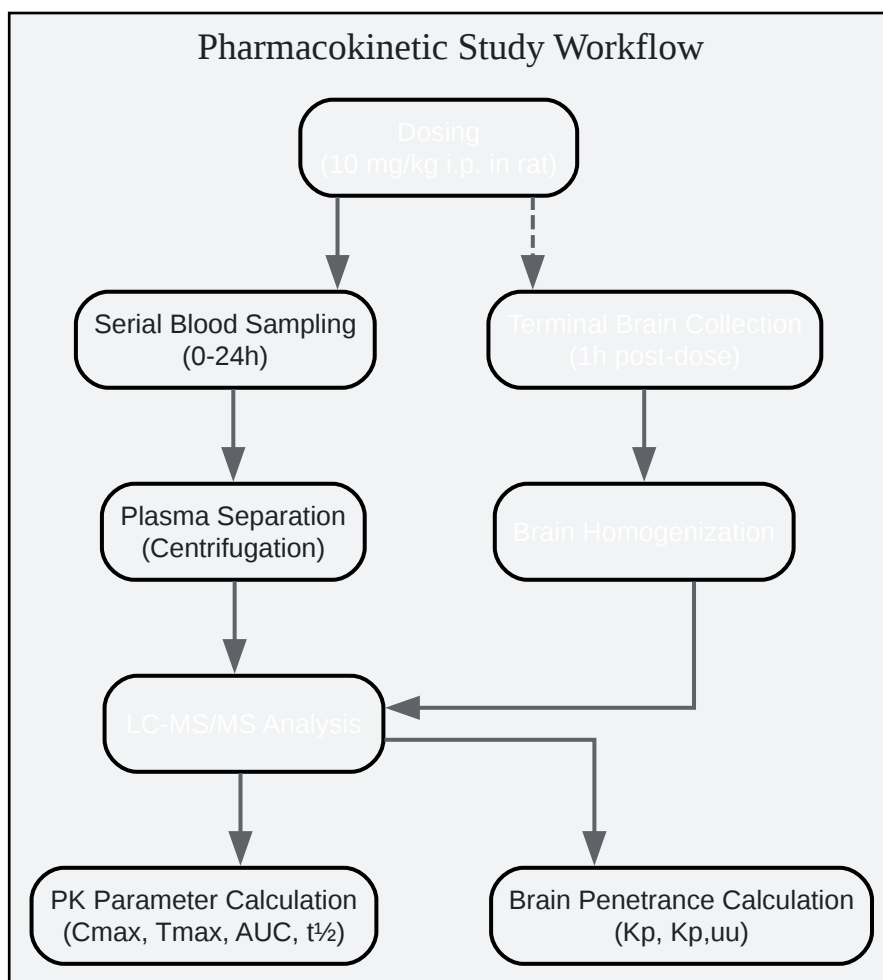 Pharmacokinetic Study Workflow
Dosing
(10 mg/kg i.p. in rat)
Serial Blood Sampling
(0-24h)
Terminal Brain Collection
(1h post-dose)
Plasma Separation
(Centrifugation)
Brain Homogenization
LC-MS/MS Analysis
PK Parameter Calculation
(Cmax, Tmax, AUC, t½)
Brain Penetrance Calculation
(Kp, Kp,uu)